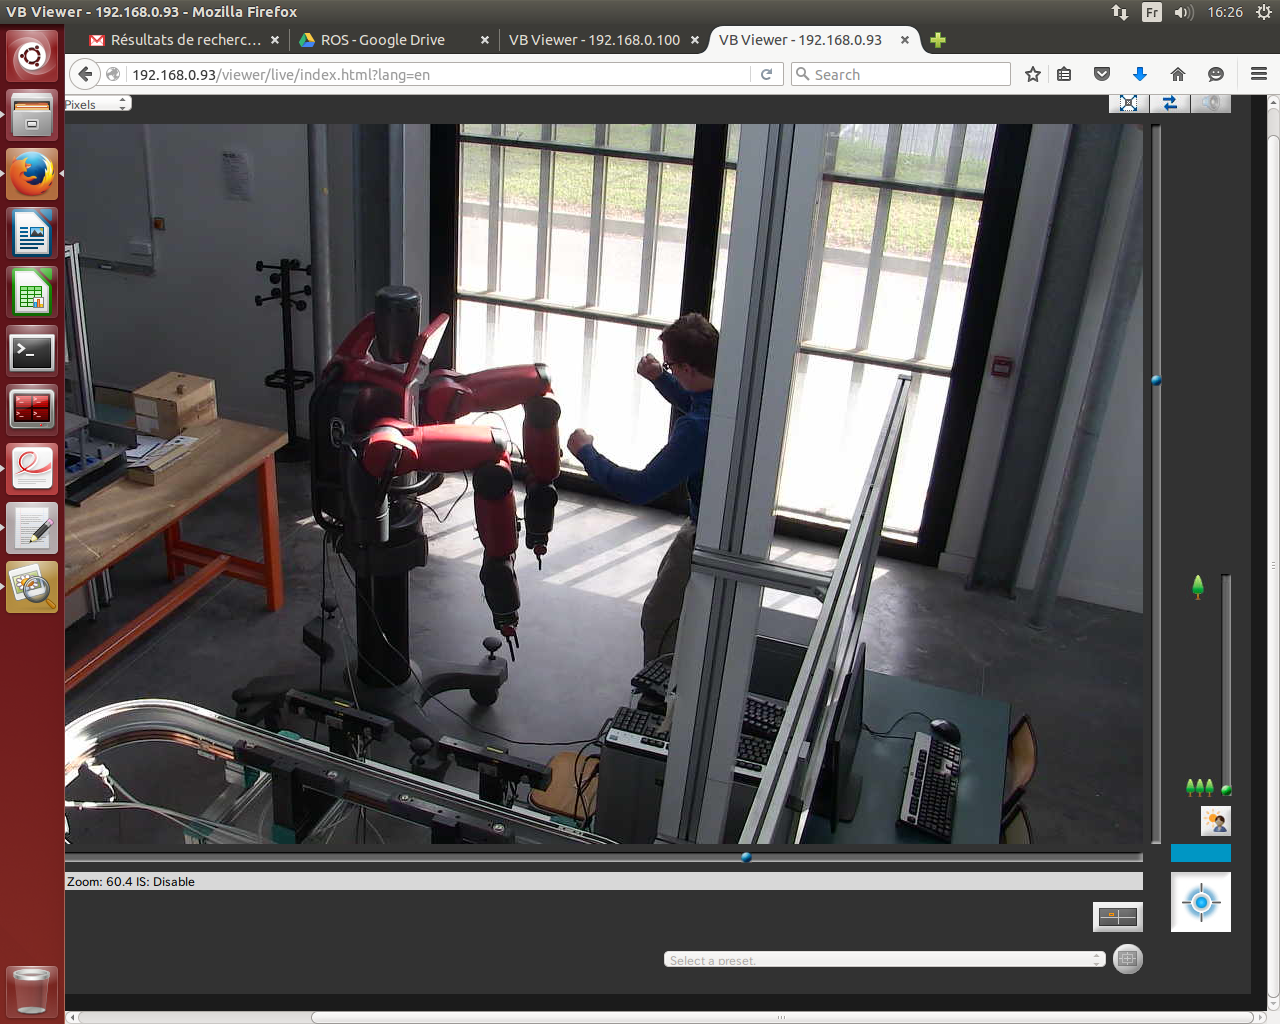 VB Viewer - 192.168.0.93 - Mozilla Firefox
Fr
16:26
Résultats de recherc...
ROS - Google Drive
VB Viewer - 192.168.0.100
VB Viewer - 192.168.0.93
192.168.0.93/viewer/live/index.html?lang=en
Search
Pixels
Zoom: 60.4 IS: Disable
Select a preset.